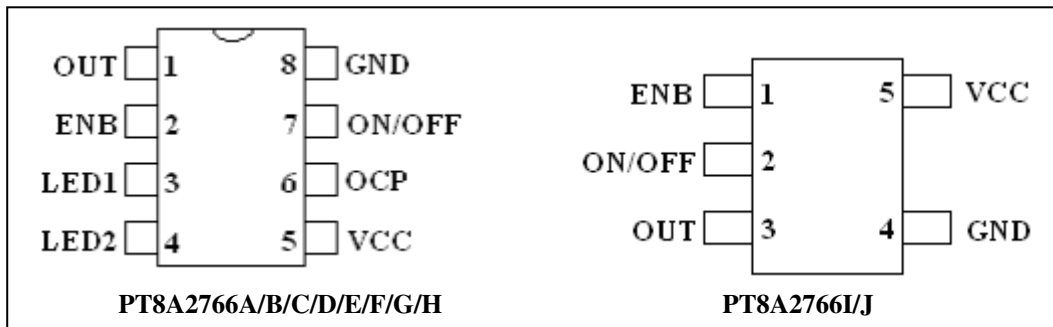 OUT 1 8 GND
ENB 2 7 ON/OFF
LED1 3 6 OCP
LED2 4 5 VCC
PT8A2766A/B/C/D/E/F/G/H
ENB 1 5 VCC
ON/OFF 2
OUT 3 4 GND
PT8A2766I/J